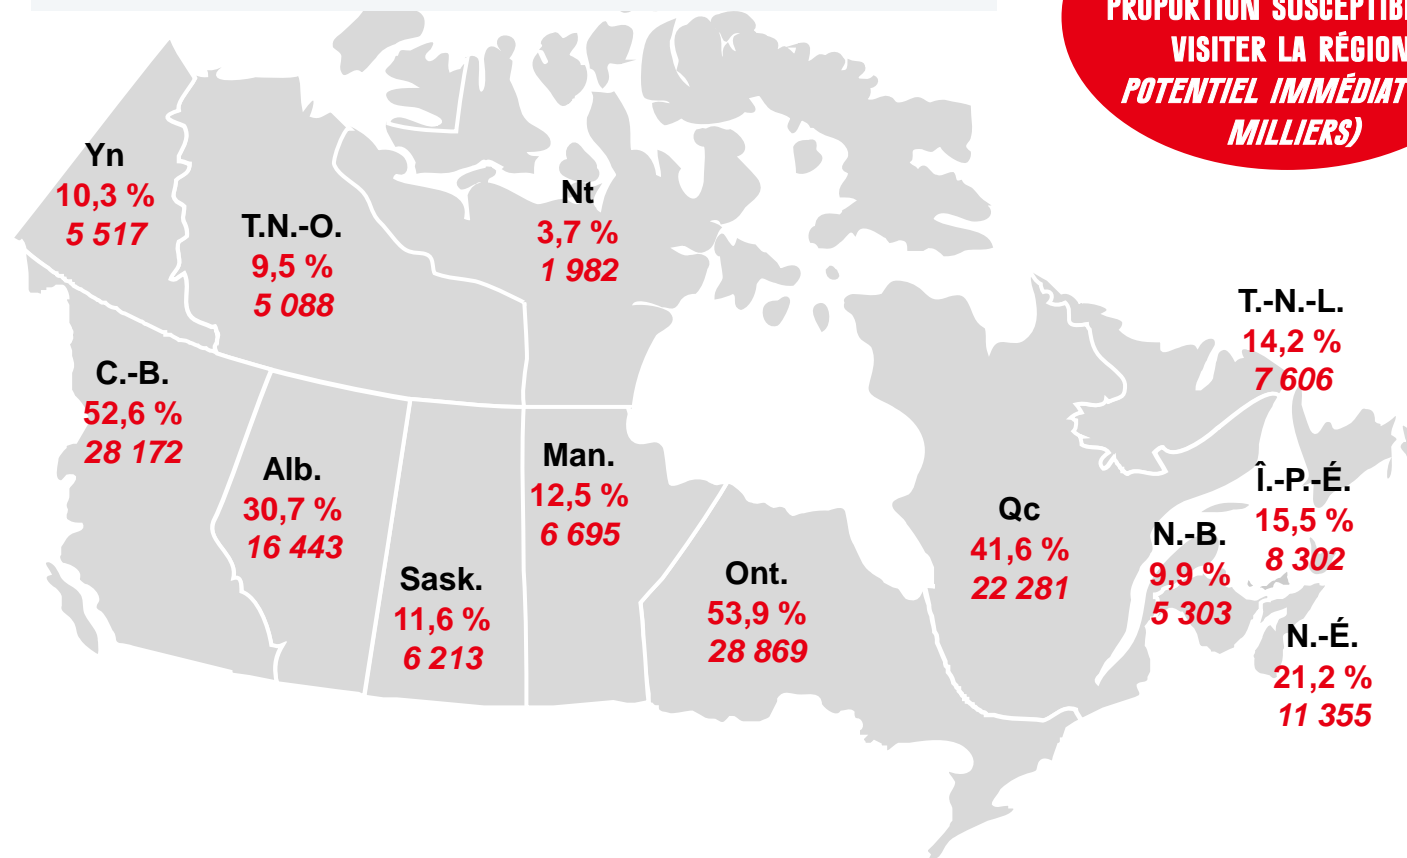 PROPORTION
VISITER LA RÉGION
POTENTIEL IMMÉDIAT
MILLIERS)
Yn
10,3 %
5 517
T.N.-O.
9,5 %
5 088
Nt
3,7 %
1 982
T.-N.-L.
14,2 %
7 606
C.-B.
52,6 %
28 172
Alb.
30,7 %
16 443
Sask.
11,6 %
6 213
Man.
12,5 %
6 695
Ont.
53,9 %
28 869
Qc
41,6 %
22 281
N.-B.
9,9 %
5 303
Î.-P.-É.
15,5 %
8 302
N.-É.
21,2 %
11 355